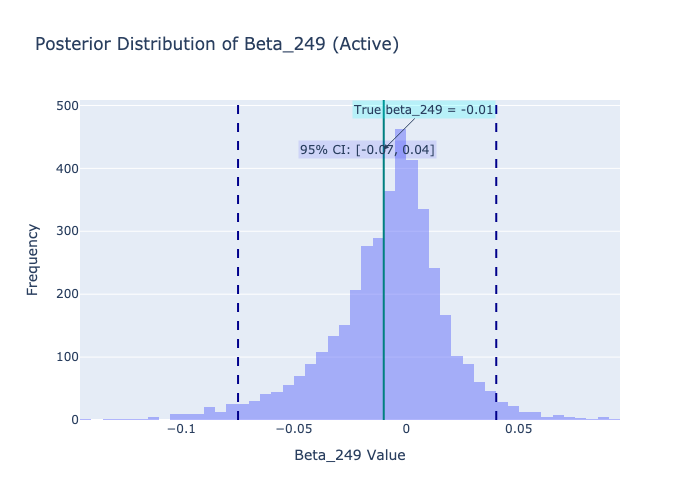 Posterior Distribution of Beta_249 (Active)
True beta_249 = -0.01
95% CI: [-0.07, 0.04]
500
400
300
200
100
0
Frequency
−0.1
−0.05
0
0.05
Beta_249 Value